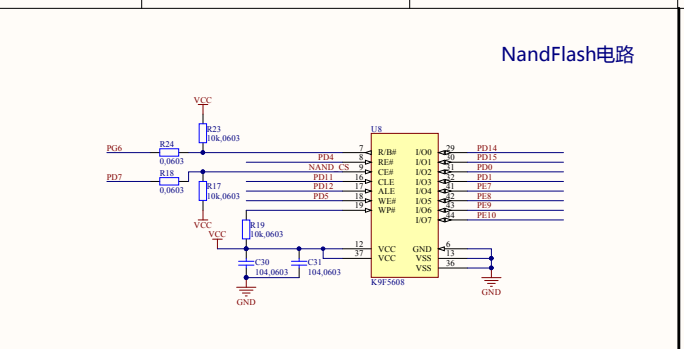 NandFlash电路
VCC
R23
10k,0603
U8
PG6
R24
0,0603
7
R/B#
I/O0
29
PD14
PD4
8
RE#
I/O1
30
PD15
NAND_CS
9
CE#
I/O2
31
PD0
PD7
R18
0,0603
PD11
16
CLE
I/O3
32
PD1
R17
10k,0603
PD12
17
ALE
I/O4
41
PE7
PD5
18
WE#
I/O5
42
PE8
19
WP#
I/O6
43
PE9
I/O7
44
PE10
VCC
R19
10k,0603
VCC
12
VCC
GND
6
37
VCC
VSS
13
VSS
36
C30
104,0603
C31
104,0603
K9F5608
GND
GND